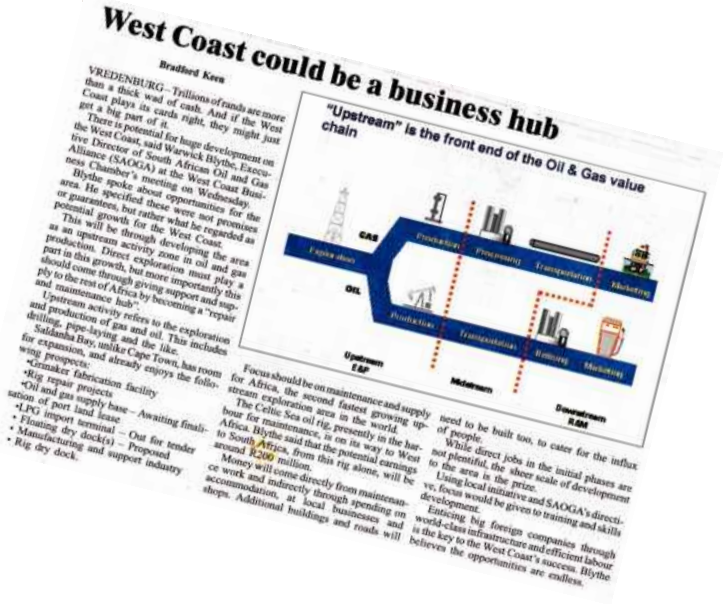 West Coast could be a business hub
Bradford Keen
VREDENBURG – Trillions of rands are more
than a thick wad of cash. And if the West
Coast plays its cards right, they might just
get a big part of it.
There is potential for huge development on
the West Coast, said Warwick Blythe, Execu-
tive Director of South African Oil and Gas
Alliance (SAOGA) at the West Coast Busi-
ness Chamber's meeting on Wednesday.
Blythe spoke about opportunities for the
area. He specified these were not promises
or guarantees, but rather what he regarded as
potential growth for the West Coast.
This will be through developing the area
as an upstream activity zone in oil and gas
production. Direct exploration must play a
part in this growth, but more importantly this
should come through giving support and sup-
ply to the rest of Africa by becoming a "repair
and maintenance hub".
Upstream activity refers to the exploration
and production of gas and oil. This includes
drilling, pipe-laying and the like.
Saldanha Bay, unlike Cape Town, has room
for expansion, and already enjoys the follo-
wing prospects:
•Grinaker fabrication facility
•Rig repair projects
•Oil and gas supply base – Awaiting finali-
sation of port land lease
•LPG import terminal – Out for tender
• Floating dry dock(s) – Proposed
• Manufacturing and support industry
• Rig dry dock.
"Upstream" is the front end of the Oil & Gas value
chain
GAS
Exploration
Production
Processing
Transportation
Marketing
OIL
Production
Transportation
Refining
Marketing
Upstream
E&P
Midstream
Downstream
R&M
Focus should be on maintenance and supply
for Africa, the second fastest growing up-
stream exploration area in the world.
The Celtic Sea oil rig, presently in the har-
bour for maintenance, is on its way to West
Africa. Blythe said that the potential earnings
to South Africa, from this rig alone, will be
around R200 million.
Money will come directly from maintenan-
ce work and indirectly through spending on
accommodation, at local businesses and
shops. Additional buildings and roads will
need to be built too, to cater for the influx
of people.
While direct jobs in the initial phases are
not plentiful, the sheer scale of development
to the area is the prize.
Using local initiative and SAOGA's directi-
ve, focus would be given to training and skills
development.
Enticing big foreign companies through
world-class infrastructure and efficient labour
is the key to the West Coast's success. Blythe
believes the opportunities are endless.